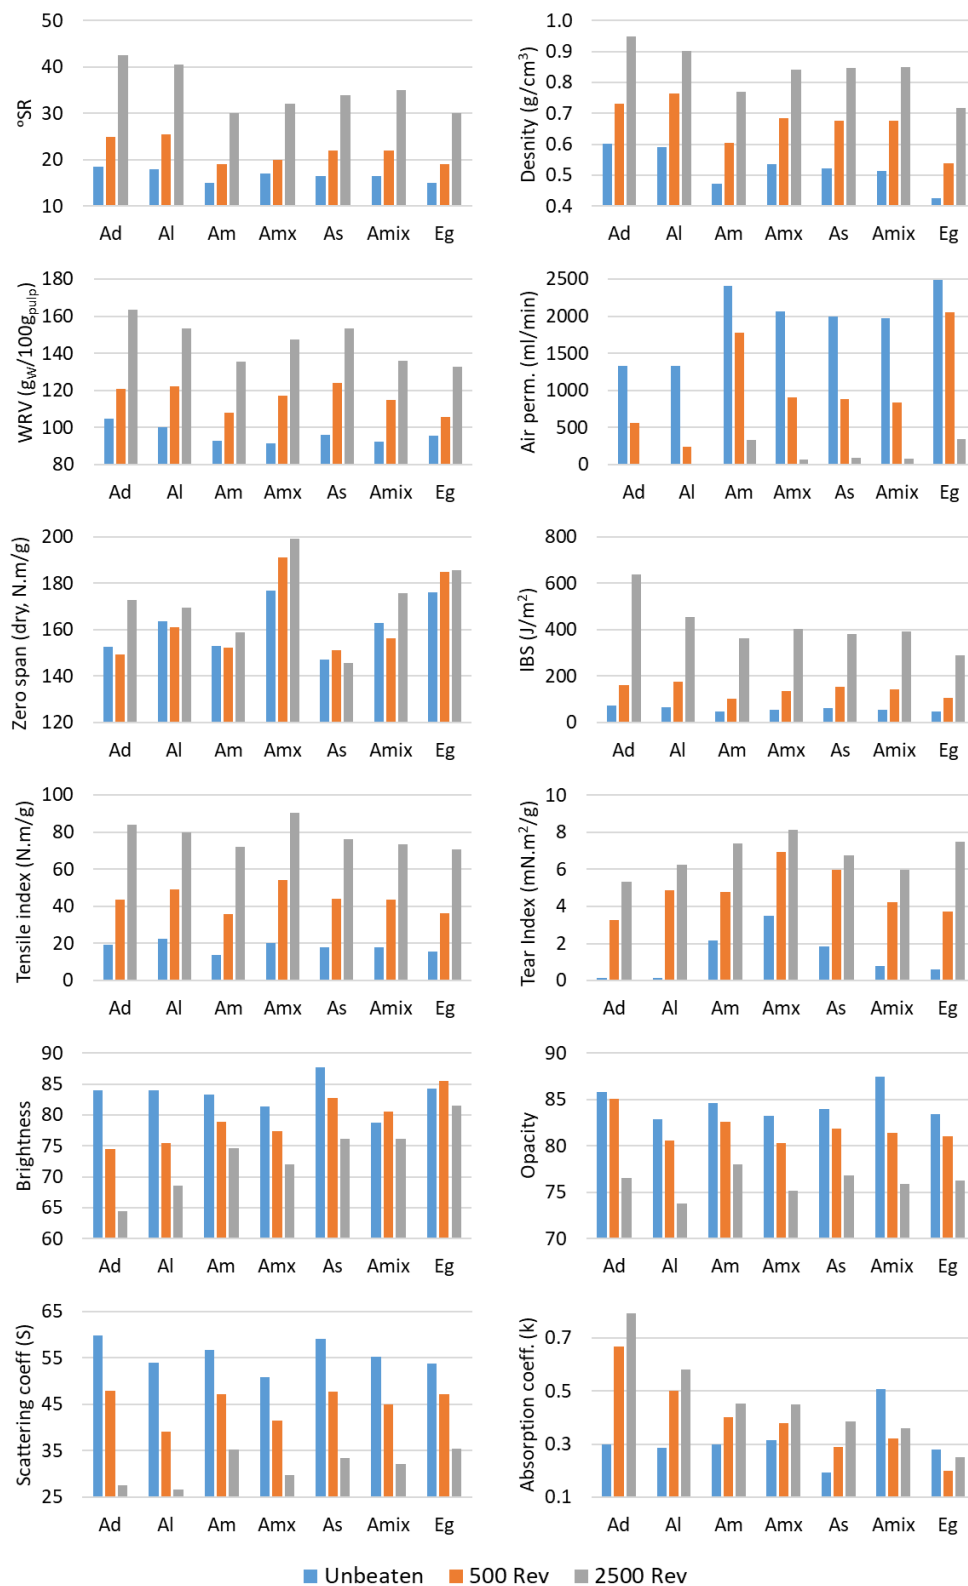 ºSR
50
40
30
20
10
Ad Al Am Amx As Amix Eg
Desnity (g/cm³)
1.0
0.9
0.8
0.7
0.6
0.5
0.4
Ad Al Am Amx As Amix Eg
WRV (gW/100gpulp)
180
160
140
120
100
80
Ad Al Am Amx As Amix Eg
Air perm. (ml/min)
2500
2000
1500
1000
500
0
Ad Al Am Amx As Amix Eg
Zero span (dry, N.m/g)
200
180
160
140
120
Ad Al Am Amx As Amix Eg
IBS (J/m²)
800
600
400
200
0
Ad Al Am Amx As Amix Eg
Tensile index (N.m/g)
100
80
60
40
20
0
Ad Al Am Amx As Amix Eg
Tear Index (mN.m²/g)
10
8
6
4
2
0
Ad Al Am Amx As Amix Eg
Brightness
90
85
80
75
70
65
60
Ad Al Am Amx As Amix Eg
Opacity
90
85
80
75
70
Ad Al Am Amx As Amix Eg
Scattering coeff (S)
65
55
45
35
25
Ad Al Am Amx As Amix Eg
Absorption coeff. (k)
0.7
0.5
0.3
0.1
Ad Al Am Amx As Amix Eg
Unbeaten 500 Rev 2500 Rev